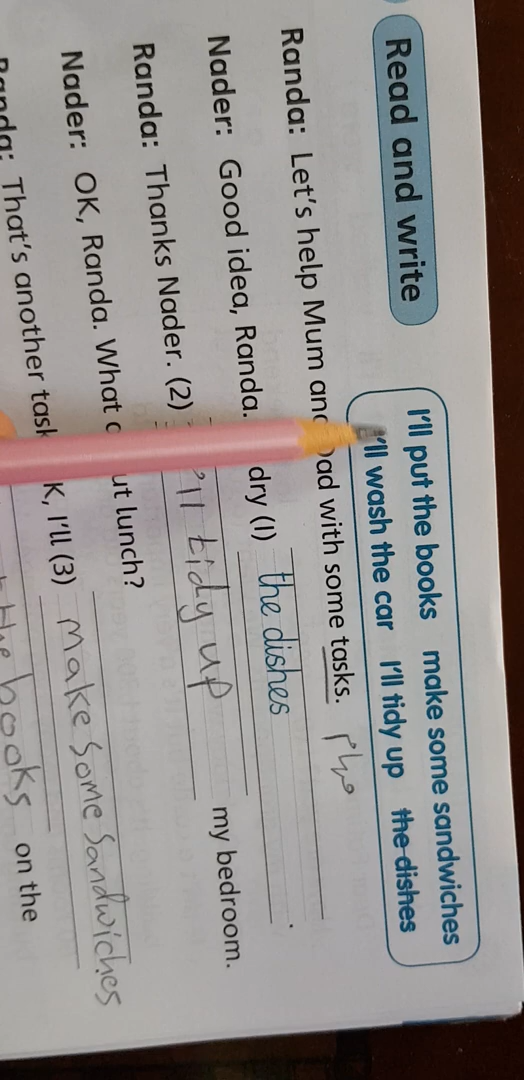 Read and write
I'll put the books make some sandwiches
'll wash the car I'll tidy up the dishes
Randa: Let's help Mum and Dad with some tasks.
Nader: Good idea, Randa. dry (1) the dishes.
Randa: Thanks Nader. (2) 'll tidy up my bedroom.
Nader: OK, Randa. What ut lunch?
Randa: That's another task K, I'll (3) make some sandwiches
the books on the